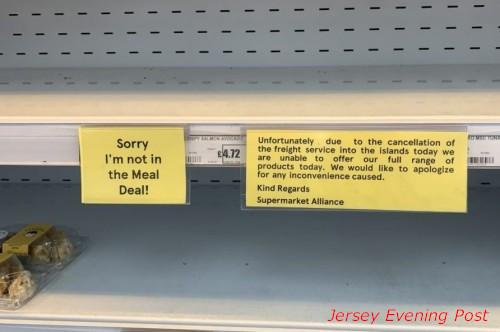 Sorry
I'm not in
the Meal
Deal!
£4.72
Unfortunately due to the cancellation of
the freight service into the islands today we
are unable to offer our full range of
products today. We would like to apologize
for any inconvenience caused.
Kind Regards
Supermarket Alliance
Jersey Evening Post